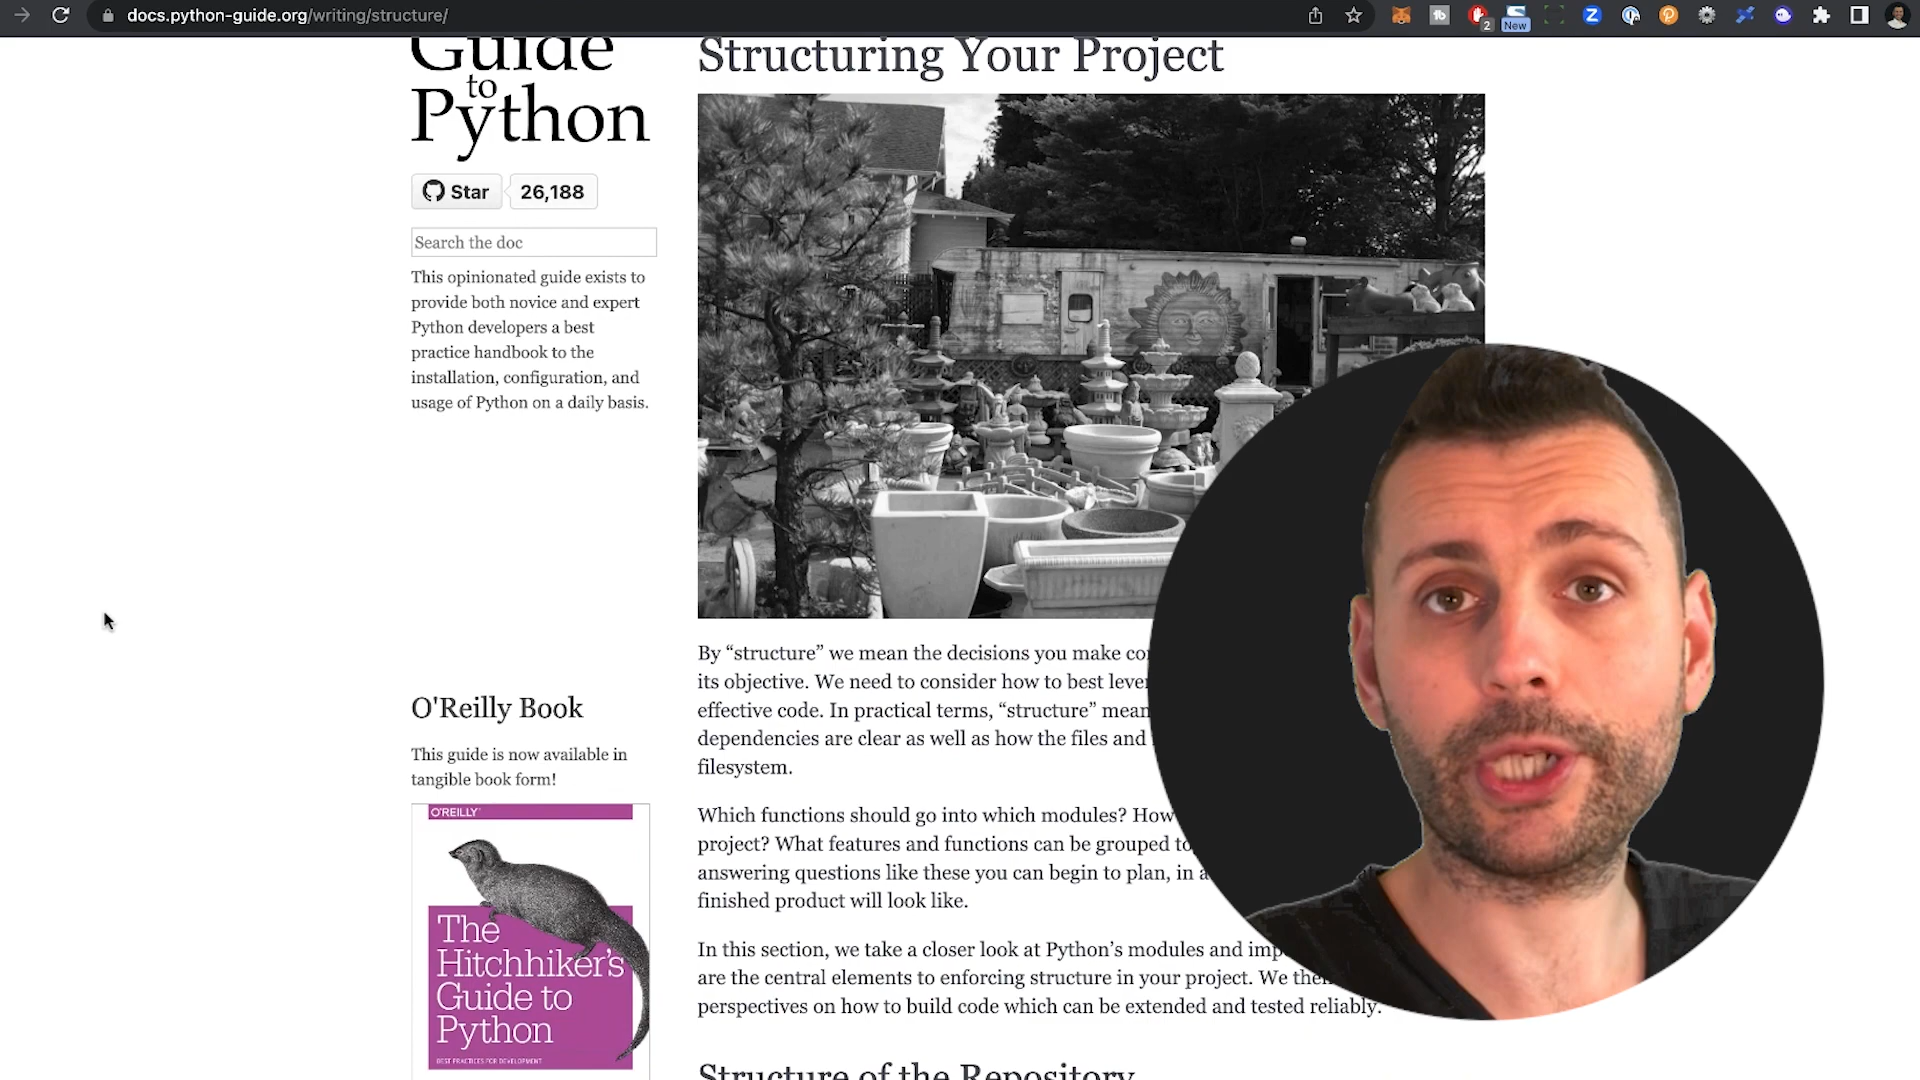 docs.python-guide.org/writing/structure/
2
New
Guide
to
Python
Star
26,188
Search the doc
This opinionated guide exists to
provide both novice and expert
Python developers a best
practice handbook to the
installation, configuration, and
usage of Python on a daily basis.
O'Reilly Book
This guide is now available in
tangible book form!
O'REILLY
The
Hitchhiker's
Guide to
Python
BEST PRACTICES FOR DEVELOPMENT
Structuring Your Project
By “structure” we mean the decisions you make
its objective. We need to consider how to best
effective code. In practical terms, “structure”
dependencies are clear as well as how the files and
filesystem.
Which functions should go into which modules? How
project? What features and functions can be grouped
answering questions like these you can begin to plan, in
finished product will look like.
In this section, we take a closer look at Python’s modules and
are the central elements to enforcing structure in your project. We
perspectives on how to build code which can be extended and tested reliably.
Structure of the Repository